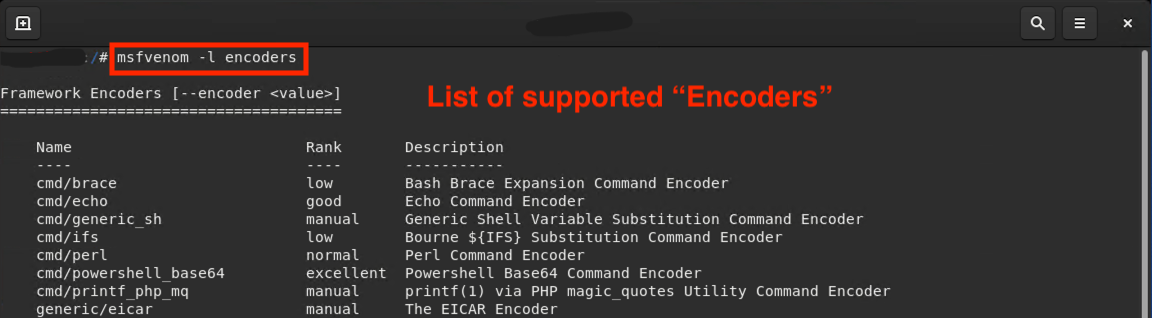 :/# msfvenom -l encoders
Framework Encoders [--encoder <value>]
======================================
List of supported “Encoders”
Name Rank Description
---- ---- -----------
cmd/brace low Bash Brace Expansion Command Encoder
cmd/echo good Echo Command Encoder
cmd/generic_sh manual Generic Shell Variable Substitution Command Encoder
cmd/ifs low Bourne ${IFS} Substitution Command Encoder
cmd/perl normal Perl Command Encoder
cmd/powershell_base64 excellent Powershell Base64 Command Encoder
cmd/printf_php_mq manual printf(1) via PHP magic_quotes Utility Command Encoder
generic/eicar manual The EICAR Encoder